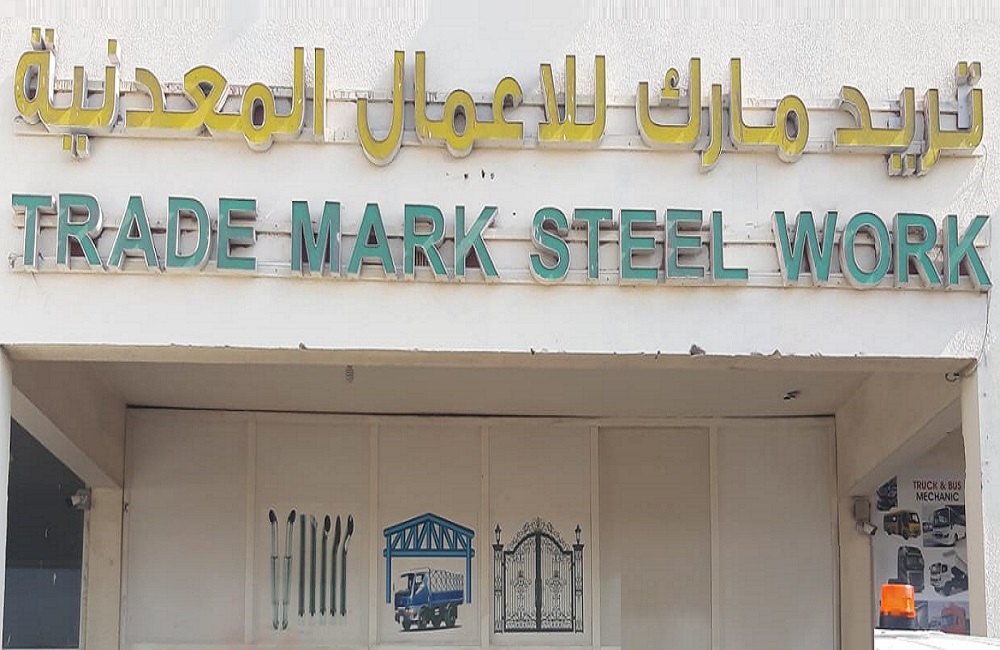 تريد مارك للاعمال المعدنية
TRADE MARK STEEL WORK
TRUCK & BUS
MECHANIC